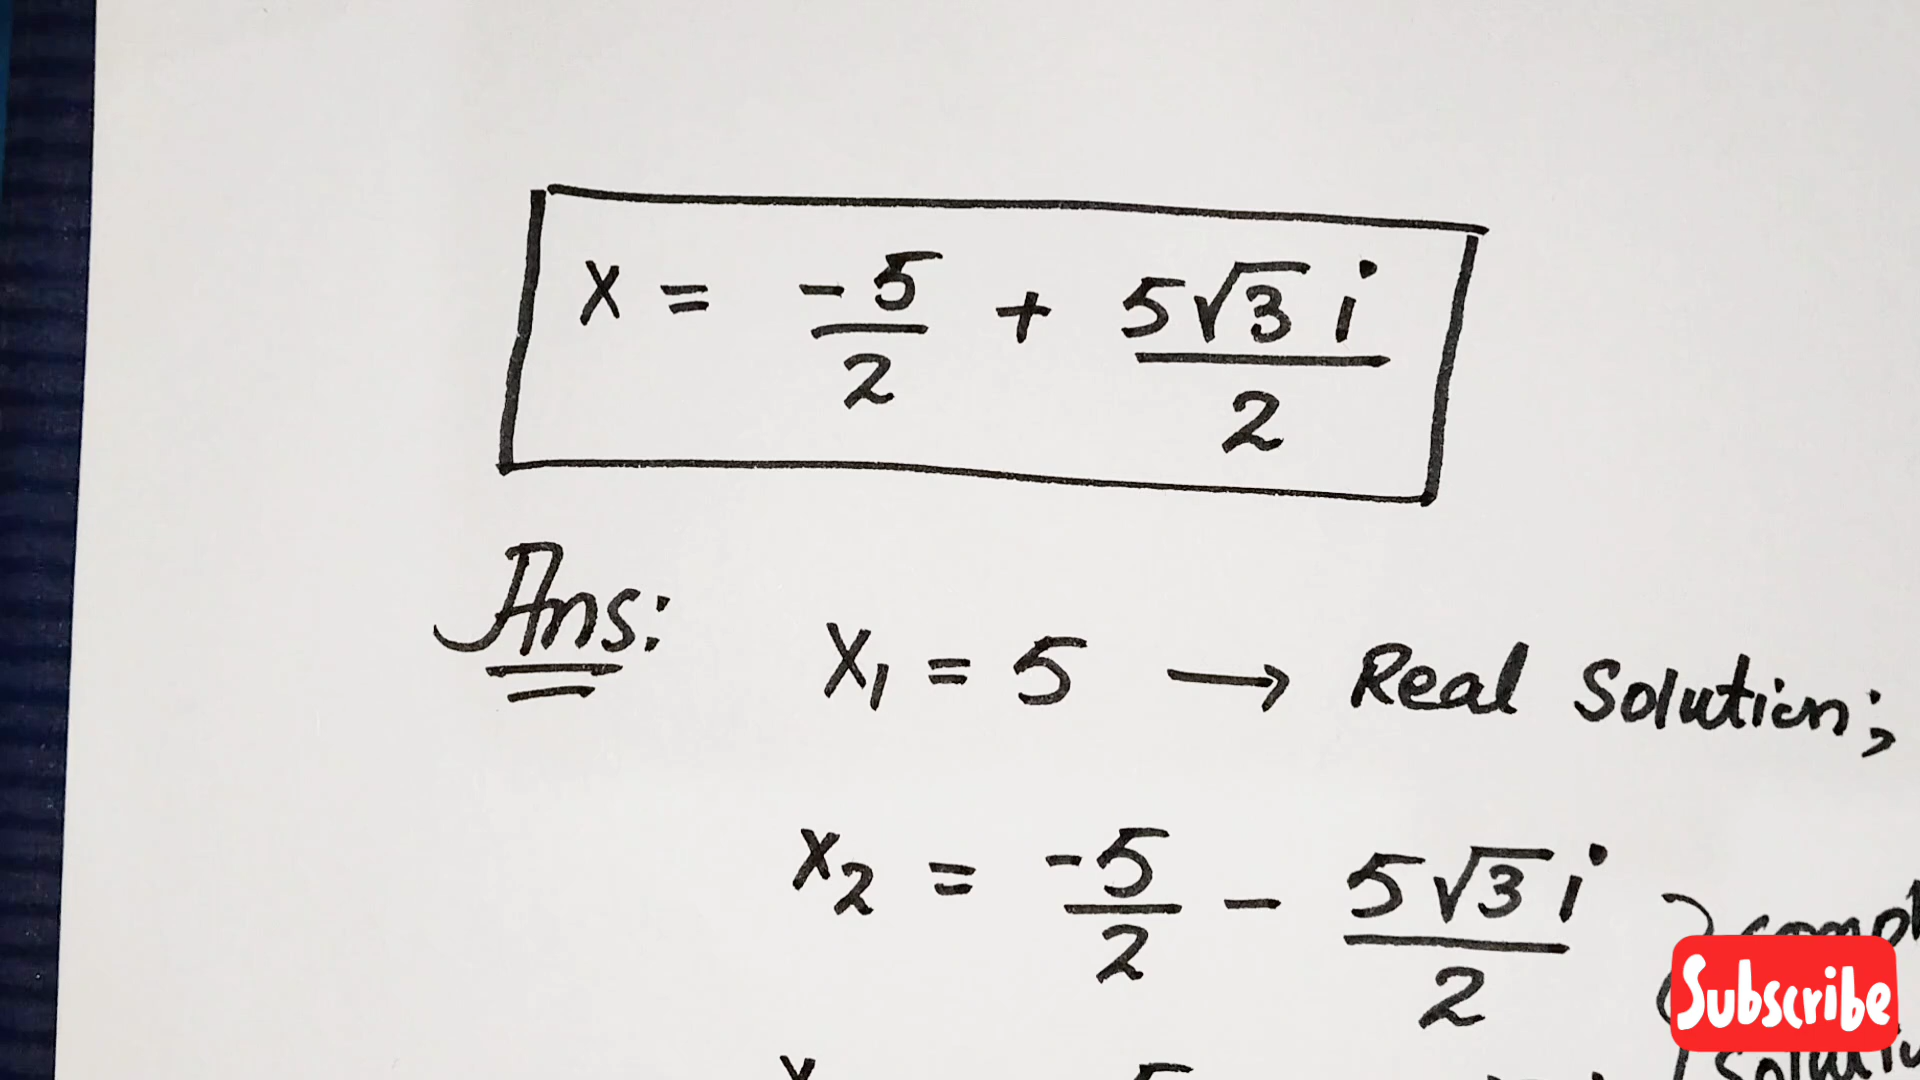 x = -5/2 + 5√3 i/2
Ans: x₁ = 5 → Real Solution;
x₂ = -5/2 - 5√3 i/2
Subscribe